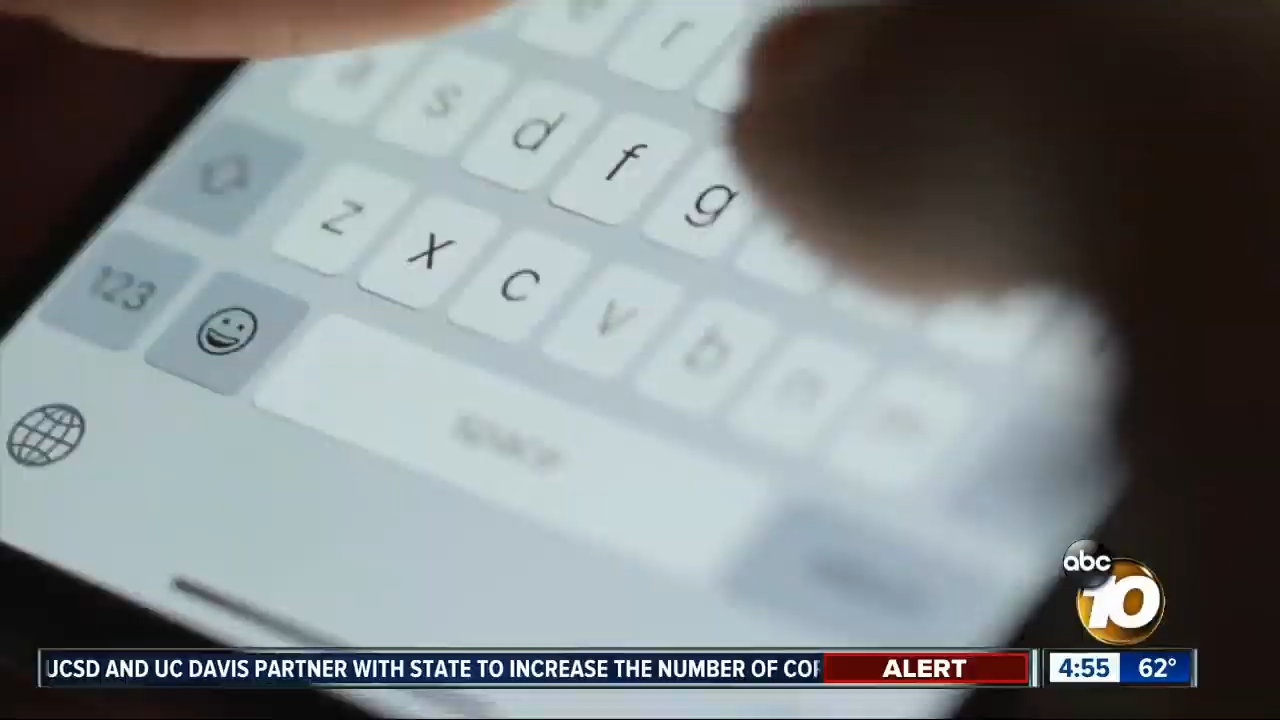 e r
a s d f g
z x c v b n
123
space
abc
10
UCSD AND UC DAVIS PARTNER WITH STATE TO INCREASE THE NUMBER OF ALERT
4:55 62°